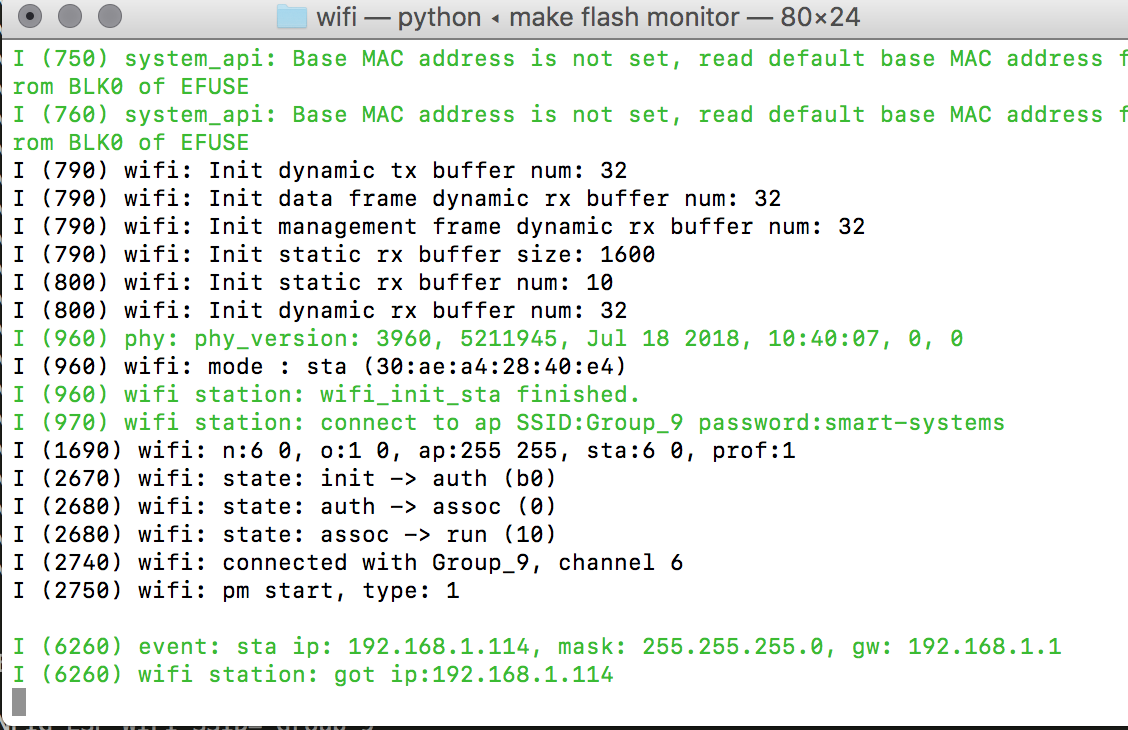 wifi — python ◂ make flash monitor — 80×24
I (750) system_api: Base MAC address is not set, read default base MAC address f
rom BLK0 of EFUSE
I (760) system_api: Base MAC address is not set, read default base MAC address f
rom BLK0 of EFUSE
I (790) wifi: Init dynamic tx buffer num: 32
I (790) wifi: Init data frame dynamic rx buffer num: 32
I (790) wifi: Init management frame dynamic rx buffer num: 32
I (790) wifi: Init static rx buffer size: 1600
I (800) wifi: Init static rx buffer num: 10
I (800) wifi: Init dynamic rx buffer num: 32
I (960) phy: phy_version: 3960, 5211945, Jul 18 2018, 10:40:07, 0, 0
I (960) wifi: mode : sta (30:ae:a4:28:40:e4)
I (960) wifi station: wifi_init_sta finished.
I (970) wifi station: connect to ap SSID:Group_9 password:smart-systems
I (1690) wifi: n:6 0, o:1 0, ap:255 255, sta:6 0, prof:1
I (2670) wifi: state: init -> auth (b0)
I (2680) wifi: state: auth -> assoc (0)
I (2680) wifi: state: assoc -> run (10)
I (2740) wifi: connected with Group_9, channel 6
I (2750) wifi: pm start, type: 1
I (6260) event: sta ip: 192.168.1.114, mask: 255.255.255.0, gw: 192.168.1.1
I (6260) wifi station: got ip:192.168.1.114